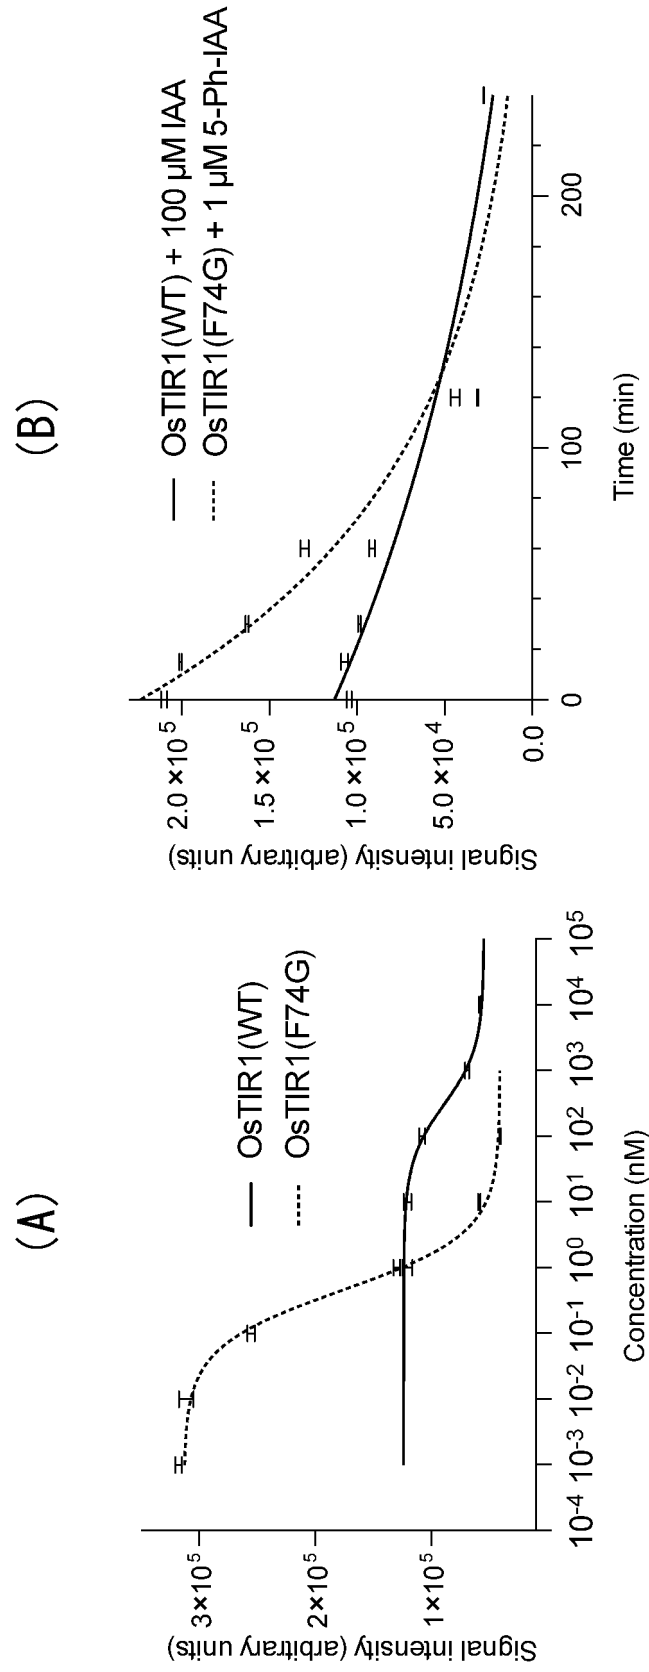 (A)
Signal intensity (arbitrary units)
3×10⁵
2×10⁵
1×10⁵
OsTIR1(WT)
OsTIR1(F74G)
10⁻⁴ 10⁻³ 10⁻² 10⁻¹ 10⁰ 10¹ 10² 10³ 10⁴ 10⁵
Concentration (nM)
(B)
Signal intensity (arbitrary units)
2.0 ×10⁵
1.5 ×10⁵
1.0 ×10⁵
5.0 ×10⁴
0.0
OsTIR1(WT) + 100 μM IAA
OsTIR1(F74G) + 1 μM 5-Ph-IAA
0 100 200
Time (min)